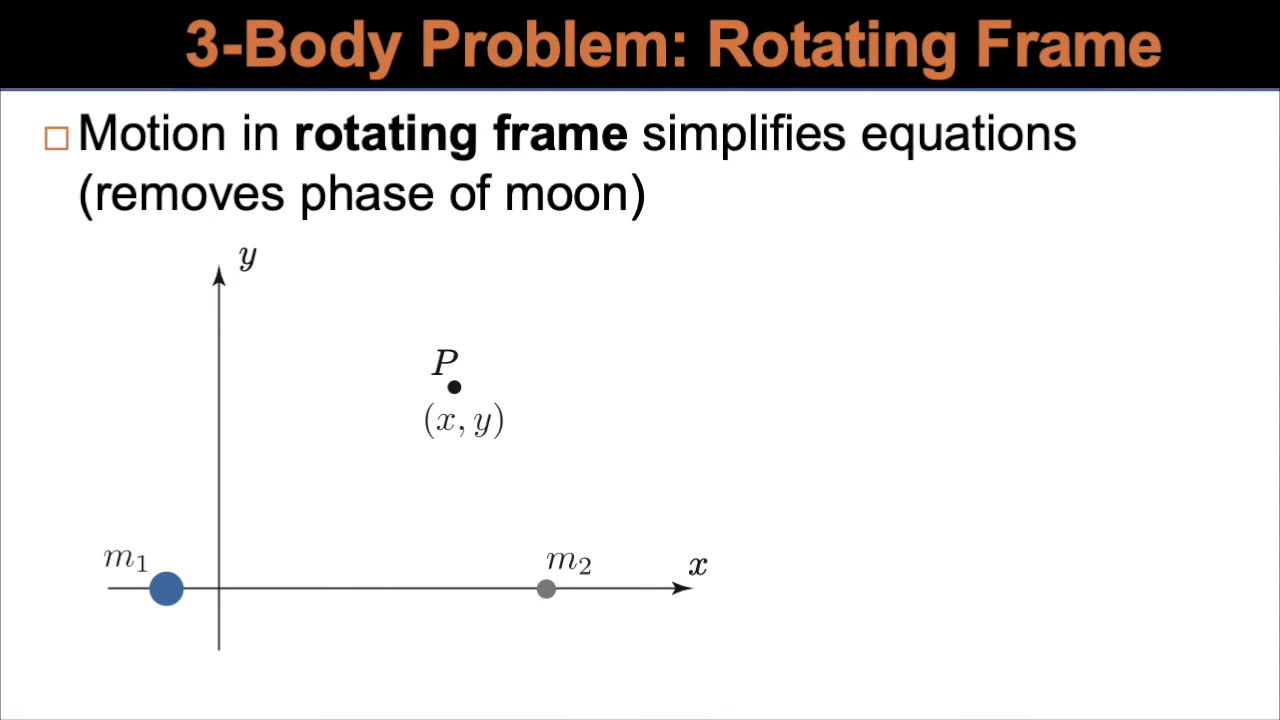 3-Body Problem: Rotating Frame
Motion in rotating frame simplifies equations
(removes phase of moon)
y
P
(x, y)
m₁
m₂
x